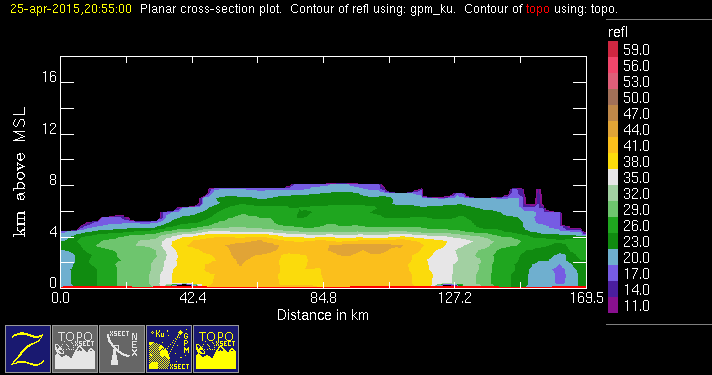 25-apr-2015,20:55:00 Planar cross-section plot. Contour of refl using: gpm_ku. Contour of topo using: topo.
refl
59.0
56.0
53.0
50.0
47.0
44.0
41.0
38.0
35.0
32.0
29.0
26.0
23.0
20.0
17.0
14.0
11.0
km above MSL
16
12
8
4
0
0.0 42.4 84.8 127.2 169.5
Distance in km
Z
TOPO
XSECT
XSECT
Ku
GPM
XSECT
TOPO
XSECT